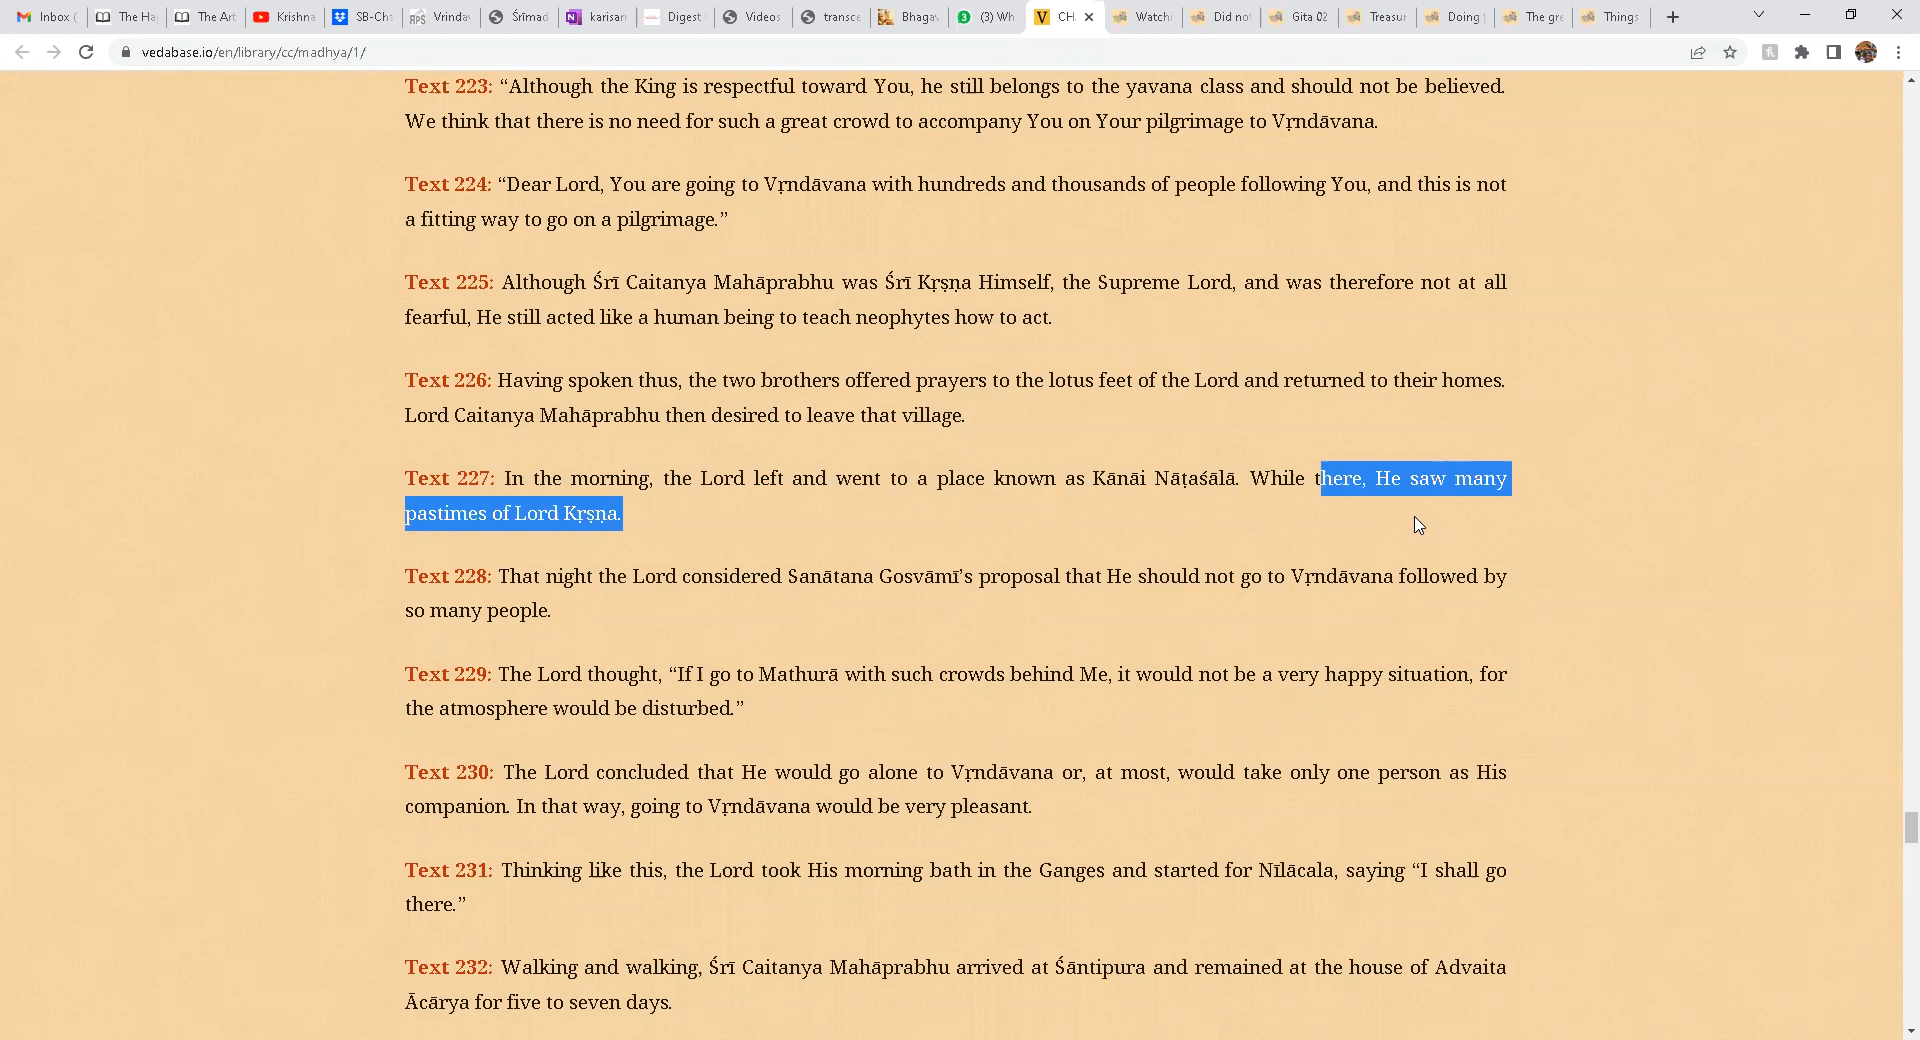 Inbox ( The Ha The Art Krishna SB-Cha Vrinda Śrīmad karisan Digest Videos transce Bhaga (3) Wh CH Watchi Did not Gita 02 Treasur Doing The gre Things
vedabase.io/en/library/cc/madhya/1/
Text 223: “Although the King is respectful toward You, he still belongs to the yavana class and should not be believed.
We think that there is no need for such a great crowd to accompany You on Your pilgrimage to Vṛndāvana.
Text 224: “Dear Lord, You are going to Vṛndāvana with hundreds and thousands of people following You, and this is not
a fitting way to go on a pilgrimage.”
Text 225: Although Śrī Caitanya Mahāprabhu was Śrī Kṛṣṇa Himself, the Supreme Lord, and was therefore not at all
fearful, He still acted like a human being to teach neophytes how to act.
Text 226: Having spoken thus, the two brothers offered prayers to the lotus feet of the Lord and returned to their homes.
Lord Caitanya Mahāprabhu then desired to leave that village.
Text 227: In the morning, the Lord left and went to a place known as Kānāi Nāṭaśālā. While there, He saw many
pastimes of Lord Kṛṣṇa.
Text 228: That night the Lord considered Sanātana Gosvāmī’s proposal that He should not go to Vṛndāvana followed by
so many people.
Text 229: The Lord thought, “If I go to Mathurā with such crowds behind Me, it would not be a very happy situation, for
the atmosphere would be disturbed.”
Text 230: The Lord concluded that He would go alone to Vṛndāvana or, at most, would take only one person as His
companion. In that way, going to Vṛndāvana would be very pleasant.
Text 231: Thinking like this, the Lord took His morning bath in the Ganges and started for Nīlācala, saying “I shall go
there.”
Text 232: Walking and walking, Śrī Caitanya Mahāprabhu arrived at Śāntipura and remained at the house of Advaita
Ācārya for five to seven days.